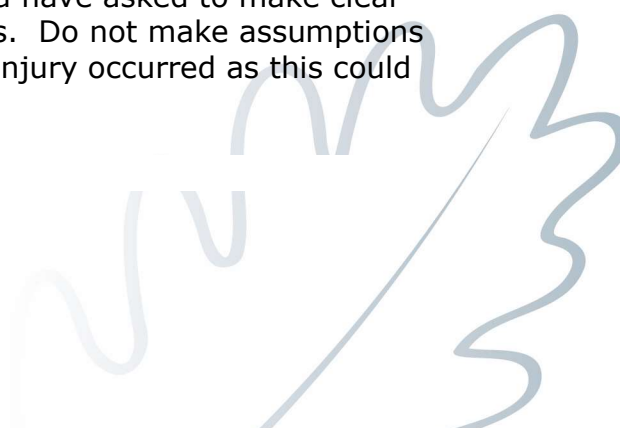 have asked to make clear
s.  Do not make assumptions
njury occurred as this could